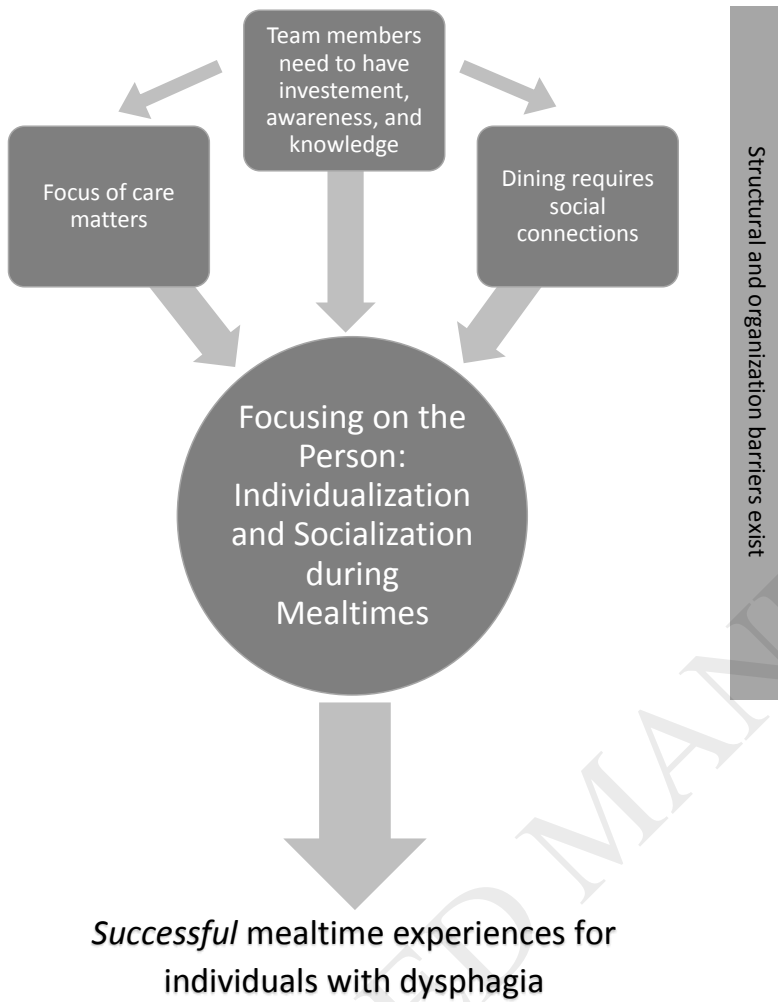 Team members
need to have
investement,
awareness, and
knowledge
Focus of care
matters
Dining requires
social
connections
Structural and organization barriers exist
Focusing on the
Person:
Individualization
and Socialization
during
Mealtimes
Successful mealtime experiences for
individuals with dysphagia
ED MAN